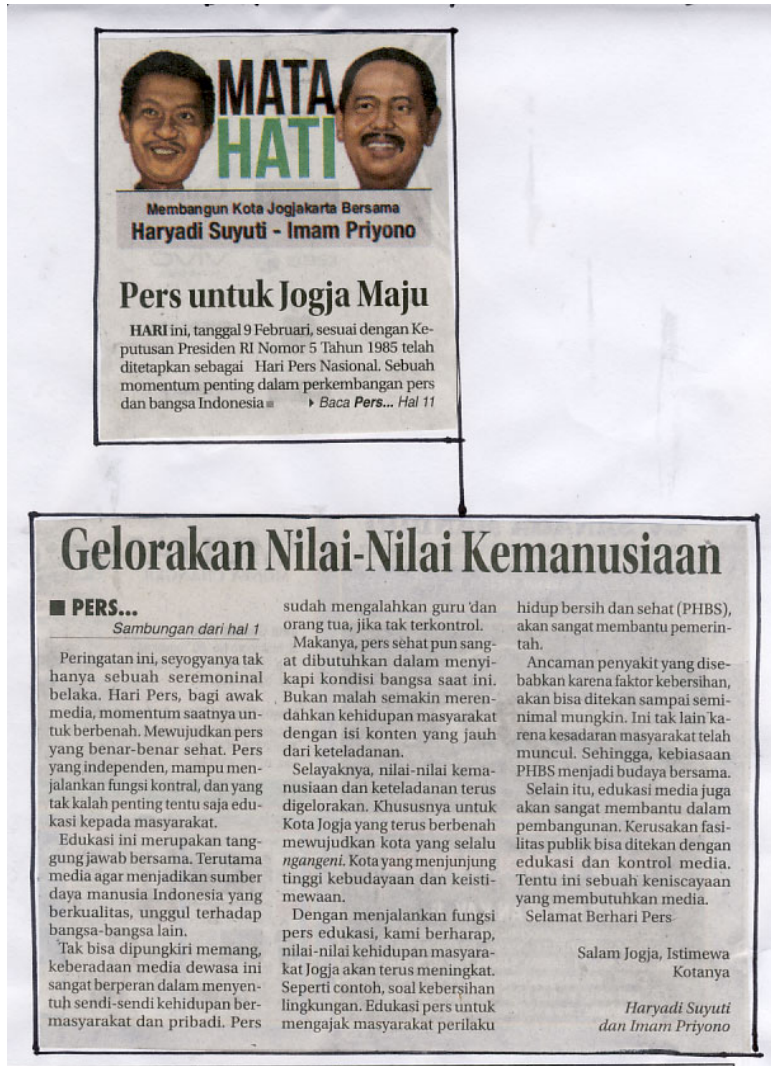 MATA
HATI
Membangun Kota Jogjakarta Bersama
Haryadi Suyuti - Imam Priyono
Pers untuk Jogja Maju
HARI ini, tanggal 9 Februari, sesuai dengan Ke-
putusan Presiden RI Nomor 5 Tahun 1985 telah
ditetapkan sebagai Hari Pers Nasional. Sebuah
momentum penting dalam perkembangan pers
dan bangsa Indonesia ■
▸ Baca Pers... Hal 11
Gelorakan Nilai-Nilai Kemanusiaan
■ PERS...
Sambungan dari hal 1
Peringatan ini, seyogyanya tak
hanya sebuah seremoninal
belaka. Hari Pers, bagi awak
media, momentum saatnya un-
tuk berbenah. Mewujudkan pers
yang benar-benar sehat. Pers
yang independen, mampu men-
jalankan fungsi kontral, dan yang
tak kalah penting tentu saja edu-
kasi kepada masyarakat.
Edukasi ini merupakan tang-
gung jawab bersama. Terutama
media agar menjadikan sumber
daya manusia Indonesia yang
berkualitas, unggul terhadap
bangsa-bangsa lain.
Tak bisa dipungkiri memang,
keberadaan media dewasa ini
sangat berperan dalam menyen-
tuh sendi-sendi kehidupan ber-
masyarakat dan pribadi. Pers
sudah mengalahkan guru dan
orang tua, jika tak terkontrol.
Makanya, pers sehat pun sang-
at dibutuhkan dalam menyi-
kapi kondisi bangsa saat ini.
Bukan malah semakin meren-
dahkan kehidupan masyarakat
dengan isi konten yang jauh
dari keteladanan.
Selayaknya, nilai-nilai kema-
nusiaan dan keteladanan terus
digelorakan. Khususnya untuk
Kota Jogja yang terus berbenah
mewujudkan kota yang selalu
ngangeni. Kota yang menjunjung
tinggi kebudayaan dan keisti-
mewaan.
Dengan menjalankan fungsi
pers edukasi, kami berharap,
nilai-nilai kehidupan masyara-
kat Jogja akan terus meningkat.
Seperti contoh, soal kebersihan
lingkungan. Edukasi pers untuk
mengajak masyarakat perilaku
hidup bersih dan sehat (PHBS),
akan sangat membantu pemerin-
tah.
Ancaman penyakit yang dise-
babkan karena faktor kebersihan,
akan bisa ditekan sampai semi-
nimal mungkin. Ini tak lain ka-
rena kesadaran masyarakat telah
muncul. Sehingga, kebiasaan
PHBS menjadi budaya bersama.
Selain itu, edukasi media juga
akan sangat membantu dalam
pembangunan. Kerusakan fasi-
litas publik bisa ditekan dengan
edukasi dan kontrol media.
Tentu ini sebuah keniscayaan
yang membutuhkan media.
Selamat Berhari Pers
Salam Jogja, Istimewa
Kotanya
Haryadi Suyuti
dan Imam Priyono